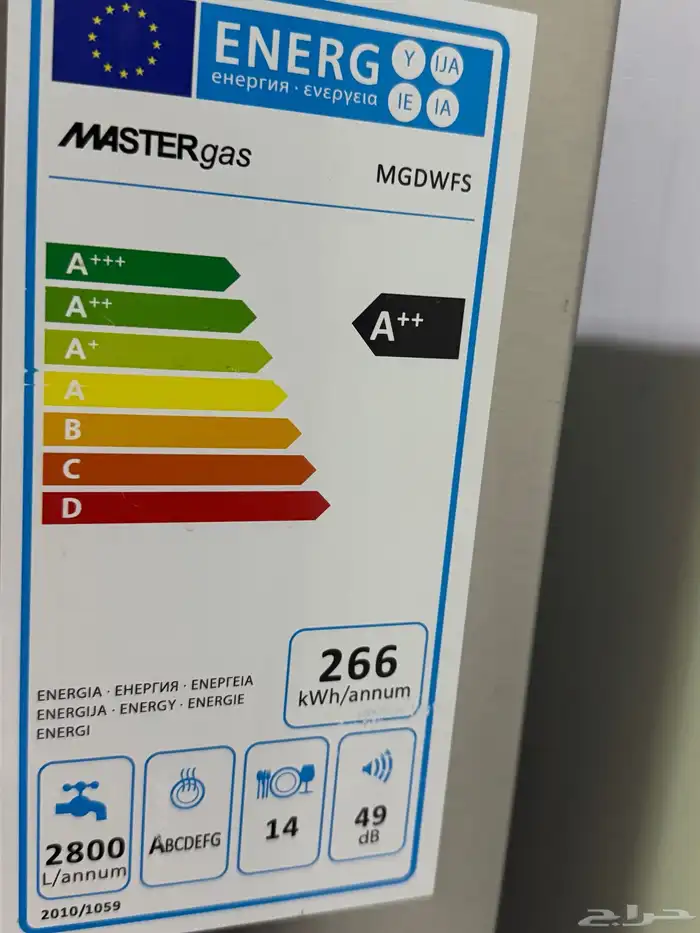 ENERG Y IJA
енергия · ενεργεια IE IA
MASTERgas
MGDWFS
A+++
A++
A++
A+
A
B
C
D
266
kWh/annum
ENERGIA · ЕНЕРГИЯ · ΕΝΕΡΓΕΙΑ
ENERGIJA · ENERGY · ENERGIE
ENERGI
2800
L/annum
ABCDEFG
14
49
dB
2010/1059
حراج